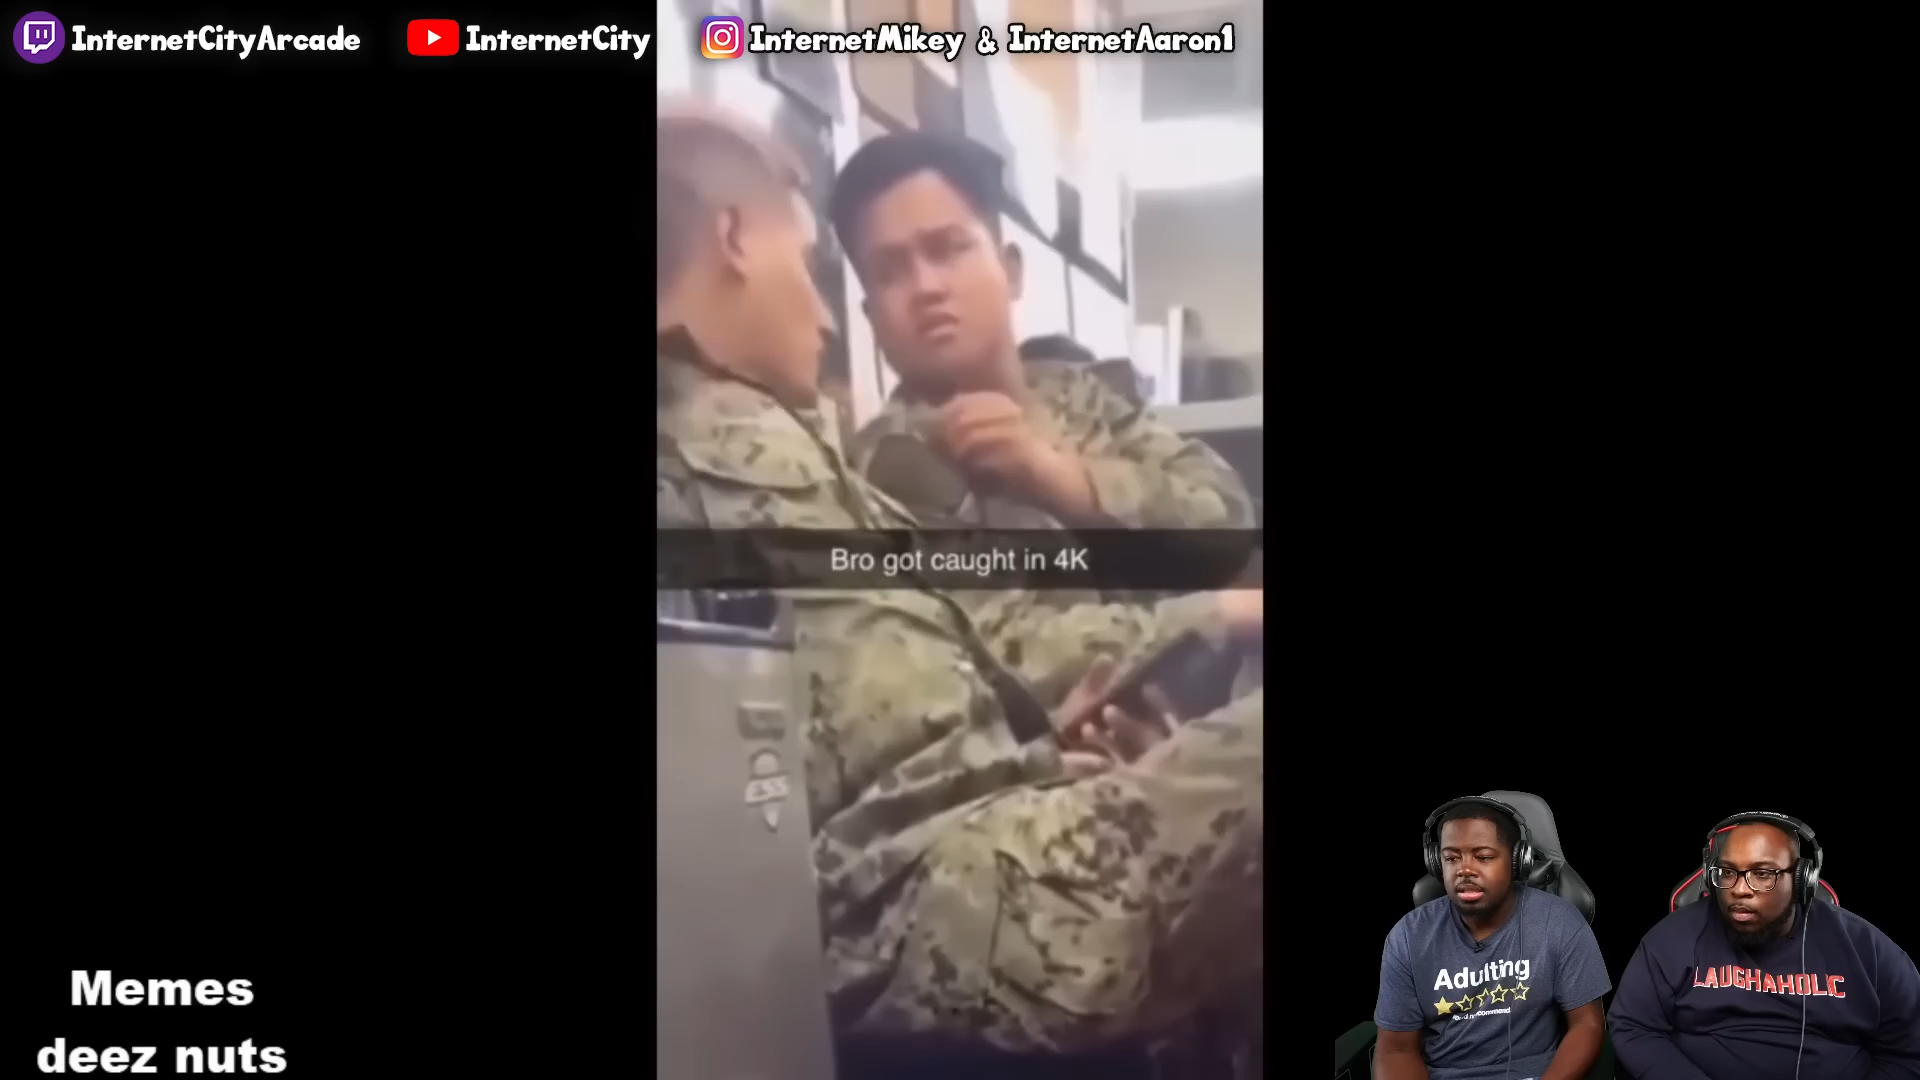 InternetCityArcade
InternetCity
InternetMikey & InternetAaron1
Bro got caught in 4K
Memes
deez nuts
Adulting
LAUGHAHOLIC